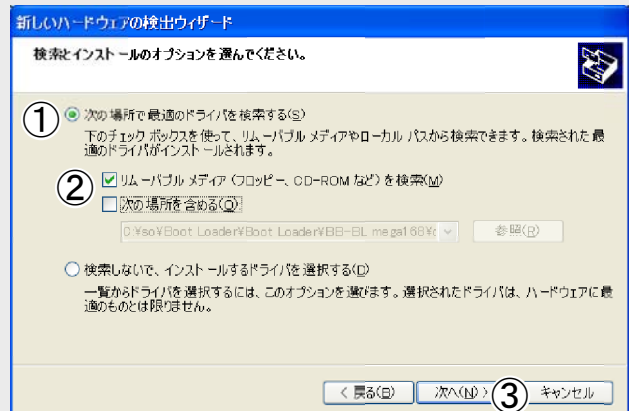 新しいハードウェアの検出ウィザード
検索とインストールのオプションを選んでください。
① 次の場所で最適のドライバを検索する(S)
下のチェック ボックスを使って、リムーバブル メディアやローカル パスから検索できます。検索された最
適のドライバがインストールされます。
② リムーバブル メディア (フロッピー、CD-ROM など) を検索(M)
次の場所を含める(O)
C:¥so¥Boot Loader¥Boot Loader¥BB-BL mega168¥ 参照(R)
検索しないで、インストールするドライバを選択する(D)
一覧からドライバを選択するには、このオプションを選びます。選択されたドライバは、ハードウェアに最
適のものとは限りません。
< 戻る(B) 次へ(N) > ③ キャンセル